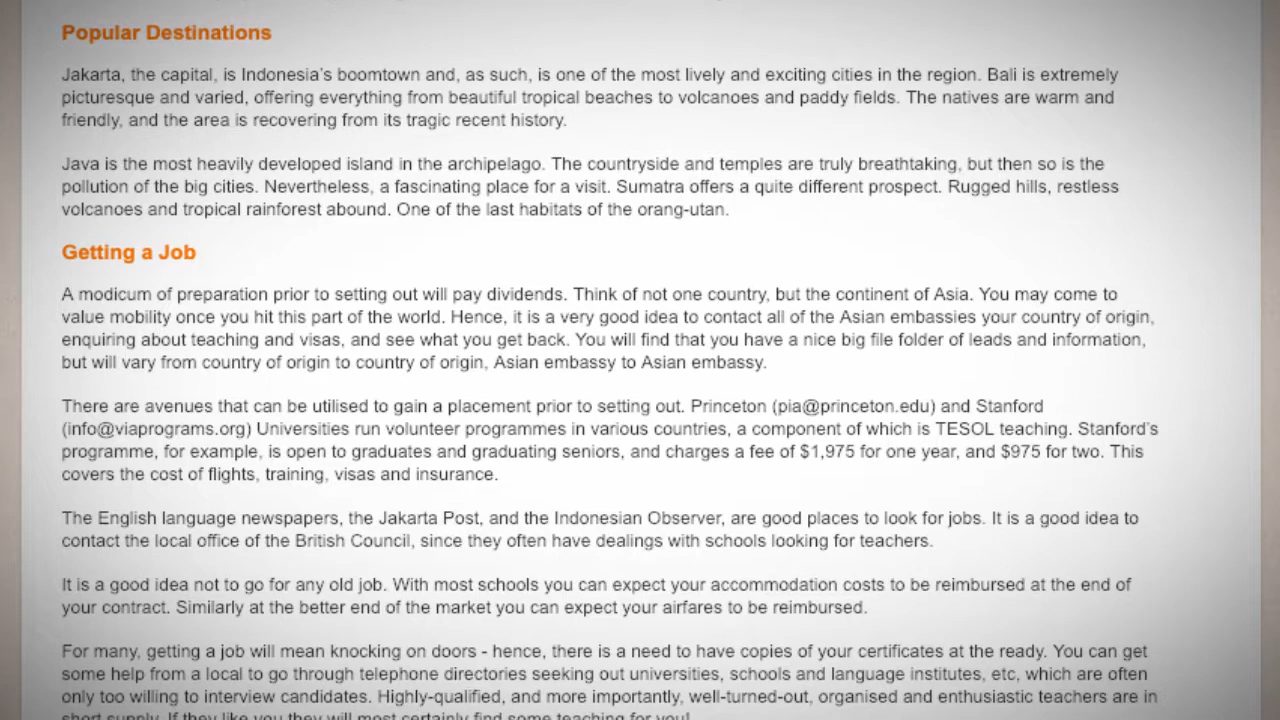 Popular Destinations
Jakarta, the capital, is Indonesia's boomtown and, as such, is one of the most lively and exciting cities in the region. Bali is extremely
picturesque and varied, offering everything from beautiful tropical beaches to volcanoes and paddy fields. The natives are warm and
friendly, and the area is recovering from its tragic recent history.
Java is the most heavily developed island in the archipelago. The countryside and temples are truly breathtaking, but then so is the
pollution of the big cities. Nevertheless, a fascinating place for a visit. Sumatra offers a quite different prospect. Rugged hills, restless
volcanoes and tropical rainforest abound. One of the last habitats of the orang-utan.
Getting a Job
A modicum of preparation prior to setting out will pay dividends. Think of not one country, but the continent of Asia. You may come to
value mobility once you hit this part of the world. Hence, it is a very good idea to contact all of the Asian embassies your country of origin,
enquiring about teaching and visas, and see what you get back. You will find that you have a nice big file folder of leads and information,
but will vary from country of origin to country of origin, Asian embassy to Asian embassy.
There are avenues that can be utilised to gain a placement prior to setting out. Princeton (pia@princeton.edu) and Stanford
(info@viaprograms.org) Universities run volunteer programmes in various countries, a component of which is TESOL teaching. Stanford's
programme, for example, is open to graduates and graduating seniors, and charges a fee of $1,975 for one year, and $975 for two. This
covers the cost of flights, training, visas and insurance.
The English language newspapers, the Jakarta Post, and the Indonesian Observer, are good places to look for jobs. It is a good idea to
contact the local office of the British Council, since they often have dealings with schools looking for teachers.
It is a good idea not to go for any old job. With most schools you can expect your accommodation costs to be reimbursed at the end of
your contract. Similarly at the better end of the market you can expect your airfares to be reimbursed.
For many, getting a job will mean knocking on doors - hence, there is a need to have copies of your certificates at the ready. You can get
some help from a local to go through telephone directories seeking out universities, schools and language institutes, etc, which are often
only too willing to interview candidates. Highly-qualified, and more importantly, well-turned-out, organised and enthusiastic teachers are in
short supply. If they like you they will most certainly find some teaching for you!